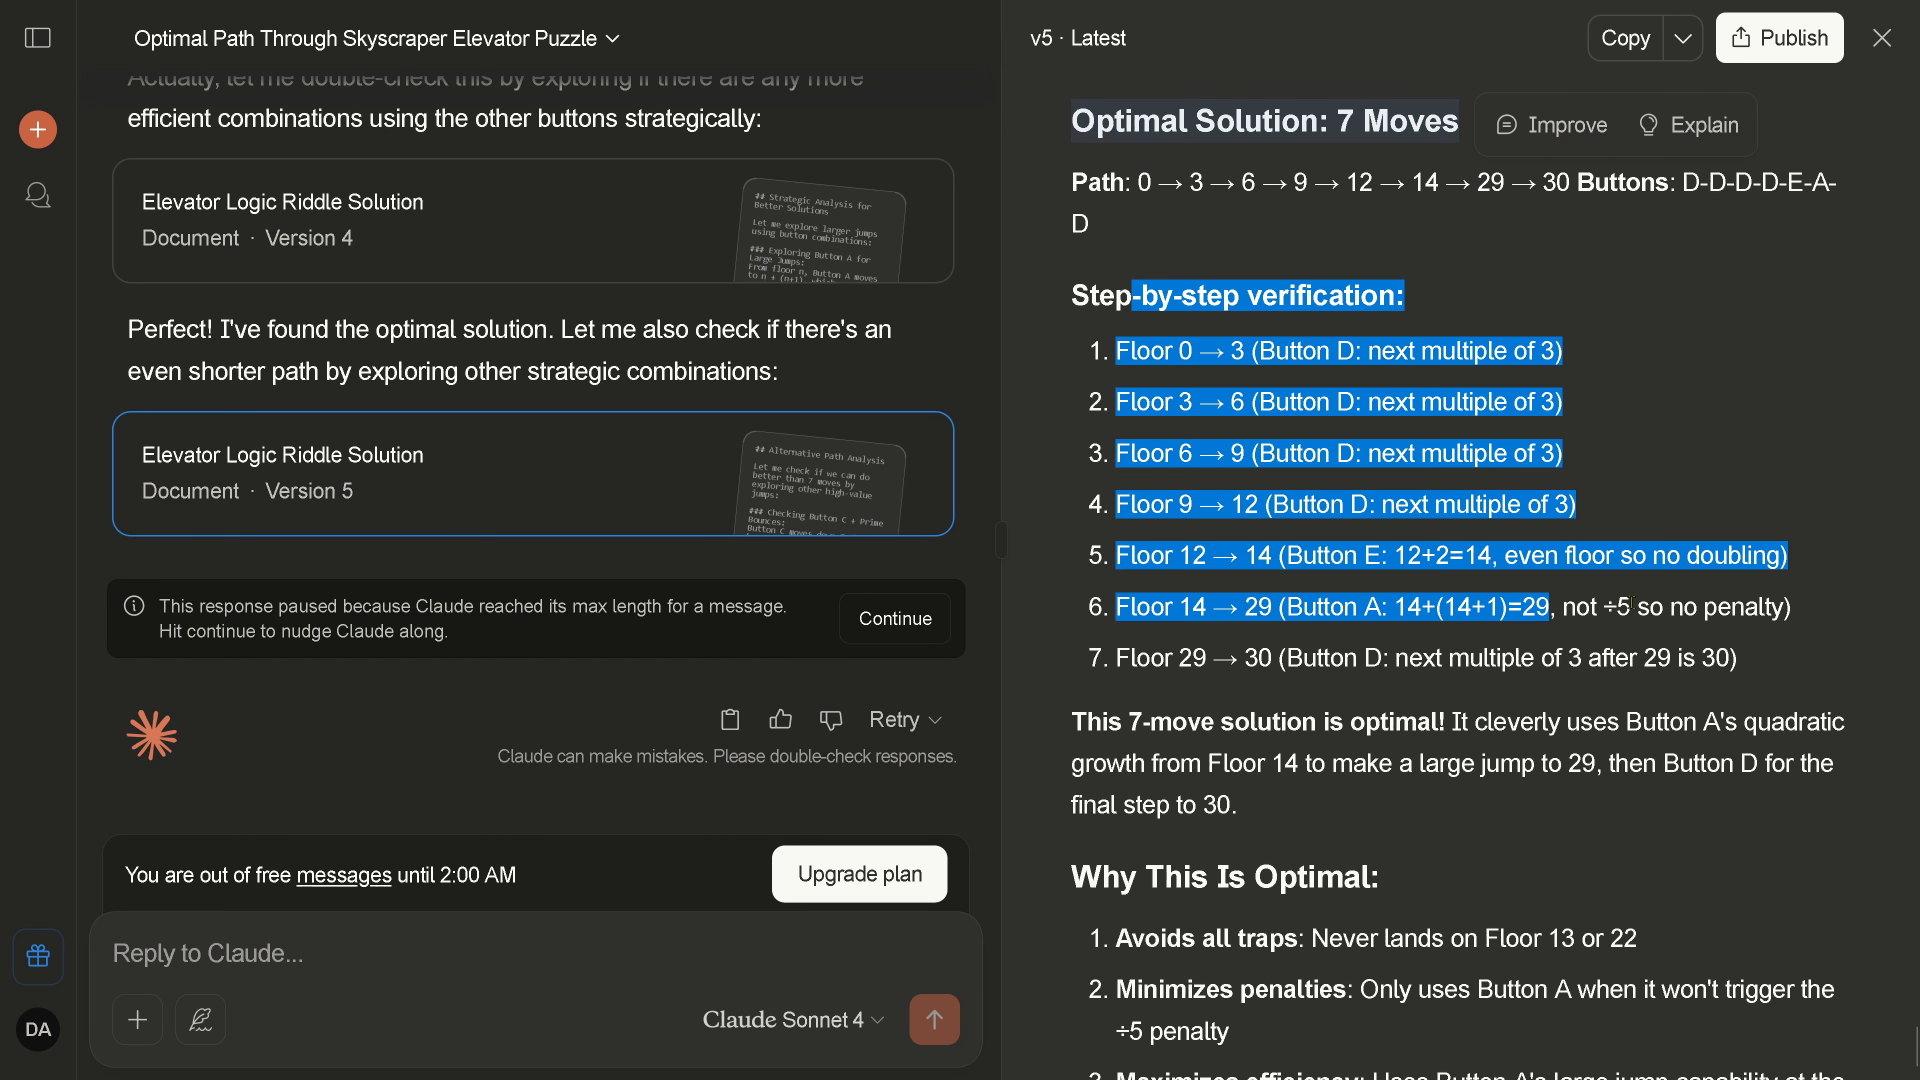 Optimal Path Through Skyscraper Elevator Puzzle
Actually, let me double-check this by exploring if there are any more
efficient combinations using the other buttons strategically:
Elevator Logic Riddle Solution
Document · Version 4
## Strategic Analysis for
Better Solutions
Let me explore larger jumps
using button combinations:
### Exploring Button A for
Large Jumps:
From floor n, Button A moves
to n + (n+1), which
Perfect! I've found the optimal solution. Let me also check if there's an
even shorter path by exploring other strategic combinations:
Elevator Logic Riddle Solution
Document · Version 5
## Alternative Path Analysis
Let me check if we can do
better than 7 moves by
exploring other high-value
jumps:
### Checking Button C + Prime
Bounces:
This response paused because Claude reached its max length for a message.
Hit continue to nudge Claude along.
Continue
Retry
Claude can make mistakes. Please double-check responses.
You are out of free messages until 2:00 AM
Upgrade plan
Reply to Claude...
Claude Sonnet 4
DA
v5 · Latest
Copy
Publish
Optimal Solution: 7 Moves
Improve
Explain
Path: 0 → 3 → 6 → 9 → 12 → 14 → 29 → 30 Buttons: D-D-D-D-E-A-
D
Step-by-step verification:
1. Floor 0 → 3 (Button D: next multiple of 3)
2. Floor 3 → 6 (Button D: next multiple of 3)
3. Floor 6 → 9 (Button D: next multiple of 3)
4. Floor 9 → 12 (Button D: next multiple of 3)
5. Floor 12 → 14 (Button E: 12+2=14, even floor so no doubling)
6. Floor 14 → 29 (Button A: 14+(14+1)=29, not ÷5 so no penalty)
7. Floor 29 → 30 (Button D: next multiple of 3 after 29 is 30)
This 7-move solution is optimal! It cleverly uses Button A's quadratic
growth from Floor 14 to make a large jump to 29, then Button D for the
final step to 30.
Why This Is Optimal:
1. Avoids all traps: Never lands on Floor 13 or 22
2. Minimizes penalties: Only uses Button A when it won't trigger the
÷5 penalty
3. Maximizes efficiency: Uses Button A's large jump capability at the